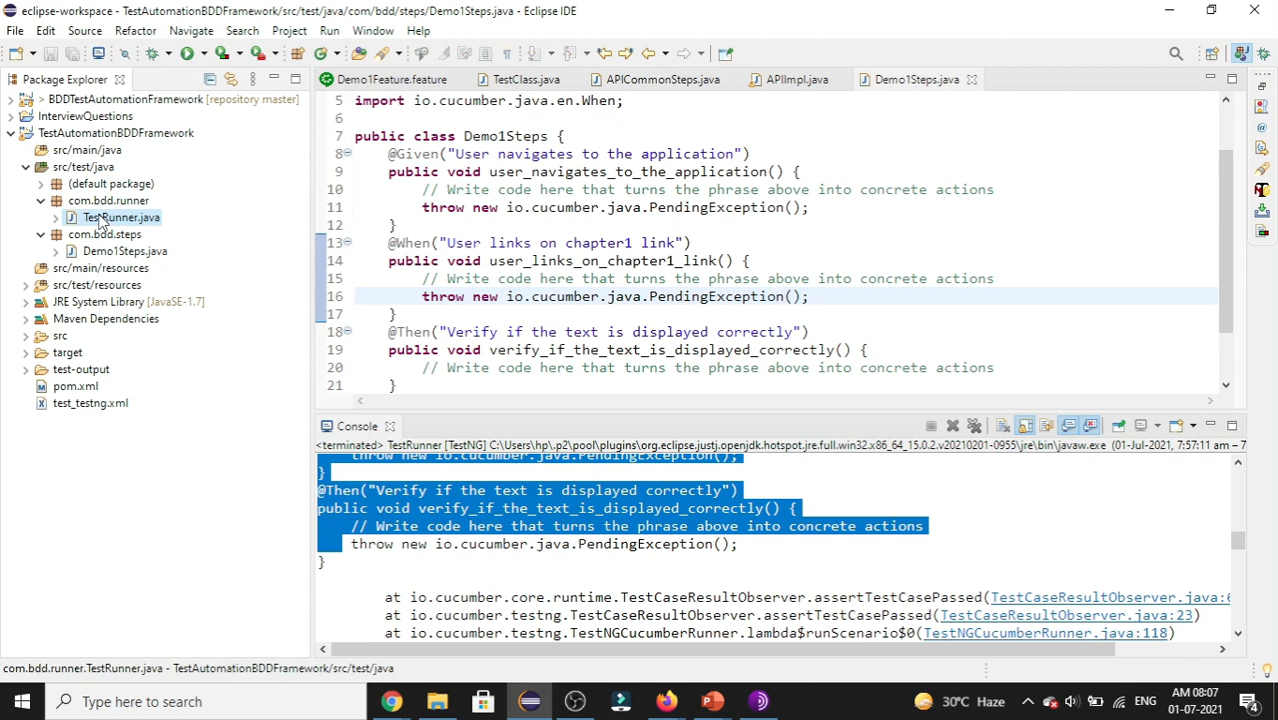 eclipse-workspace - TestAutomationBDDFramework/src/test/java/com/bdd/steps/Demo1Steps.java - Eclipse IDE
File Edit Source Refactor Navigate Search Project Run Window Help
Package Explorer
> BDDTestAutomationFramework [repository master]
InterviewQuestions
TestAutomationBDDFramework
src/main/java
src/test/java
(default package)
com.bdd.runner
TestRunner.java
com.bdd.steps
Demo1Steps.java
src/main/resources
src/test/resources
JRE System Library [JavaSE-1.7]
Maven Dependencies
src
target
test-output
pom.xml
test_testng.xml
Demo1Feature.feature TestClass.java APICommonSteps.java APIImpl.java Demo1Steps.java
5 import io.cucumber.java.en.When;
6
7 public class Demo1Steps {
8 @Given("User navigates to the application")
9 public void user_navigates_to_the_application() {
10 // Write code here that turns the phrase above into concrete actions
11 throw new io.cucumber.java.PendingException();
12 }
13 @When("User links on chapter1 link")
14 public void user_links_on_chapter1_link() {
15 // Write code here that turns the phrase above into concrete actions
16 throw new io.cucumber.java.PendingException();
17 }
18 @Then("Verify if the text is displayed correctly")
19 public void verify_if_the_text_is_displayed_correctly() {
20 // Write code here that turns the phrase above into concrete actions
21 }
Console
<terminated> TestRunner [TestNG] C:\Users\hp\.p2\pool\plugins\org.eclipse.justj.openjdk.hotspot.jre.full.win32.x86_64_15.0.2.v20210201-0955\jre\bin\javaw.exe (01-Jul-2021, 7:57:11 am – 7
throw new io.cucumber.java.PendingException();
}
@Then("Verify if the text is displayed correctly")
public void verify_if_the_text_is_displayed_correctly() {
// Write code here that turns the phrase above into concrete actions
throw new io.cucumber.java.PendingException();
}
at io.cucumber.core.runtime.TestCaseResultObserver.assertTestCasePassed(TestCaseResultObserver.java:6
at io.cucumber.testng.TestCaseResultObserver.assertTestCasePassed(TestCaseResultObserver.java:23)
at io.cucumber.testng.TestNGCucumberRunner.lambda$runScenario$0(TestNGCucumberRunner.java:118)
com.bdd.runner.TestRunner.java - TestAutomationBDDFramework/src/test/java
Type here to search
30°C Haze
ENG
AM 08:07
01-07-2021
4